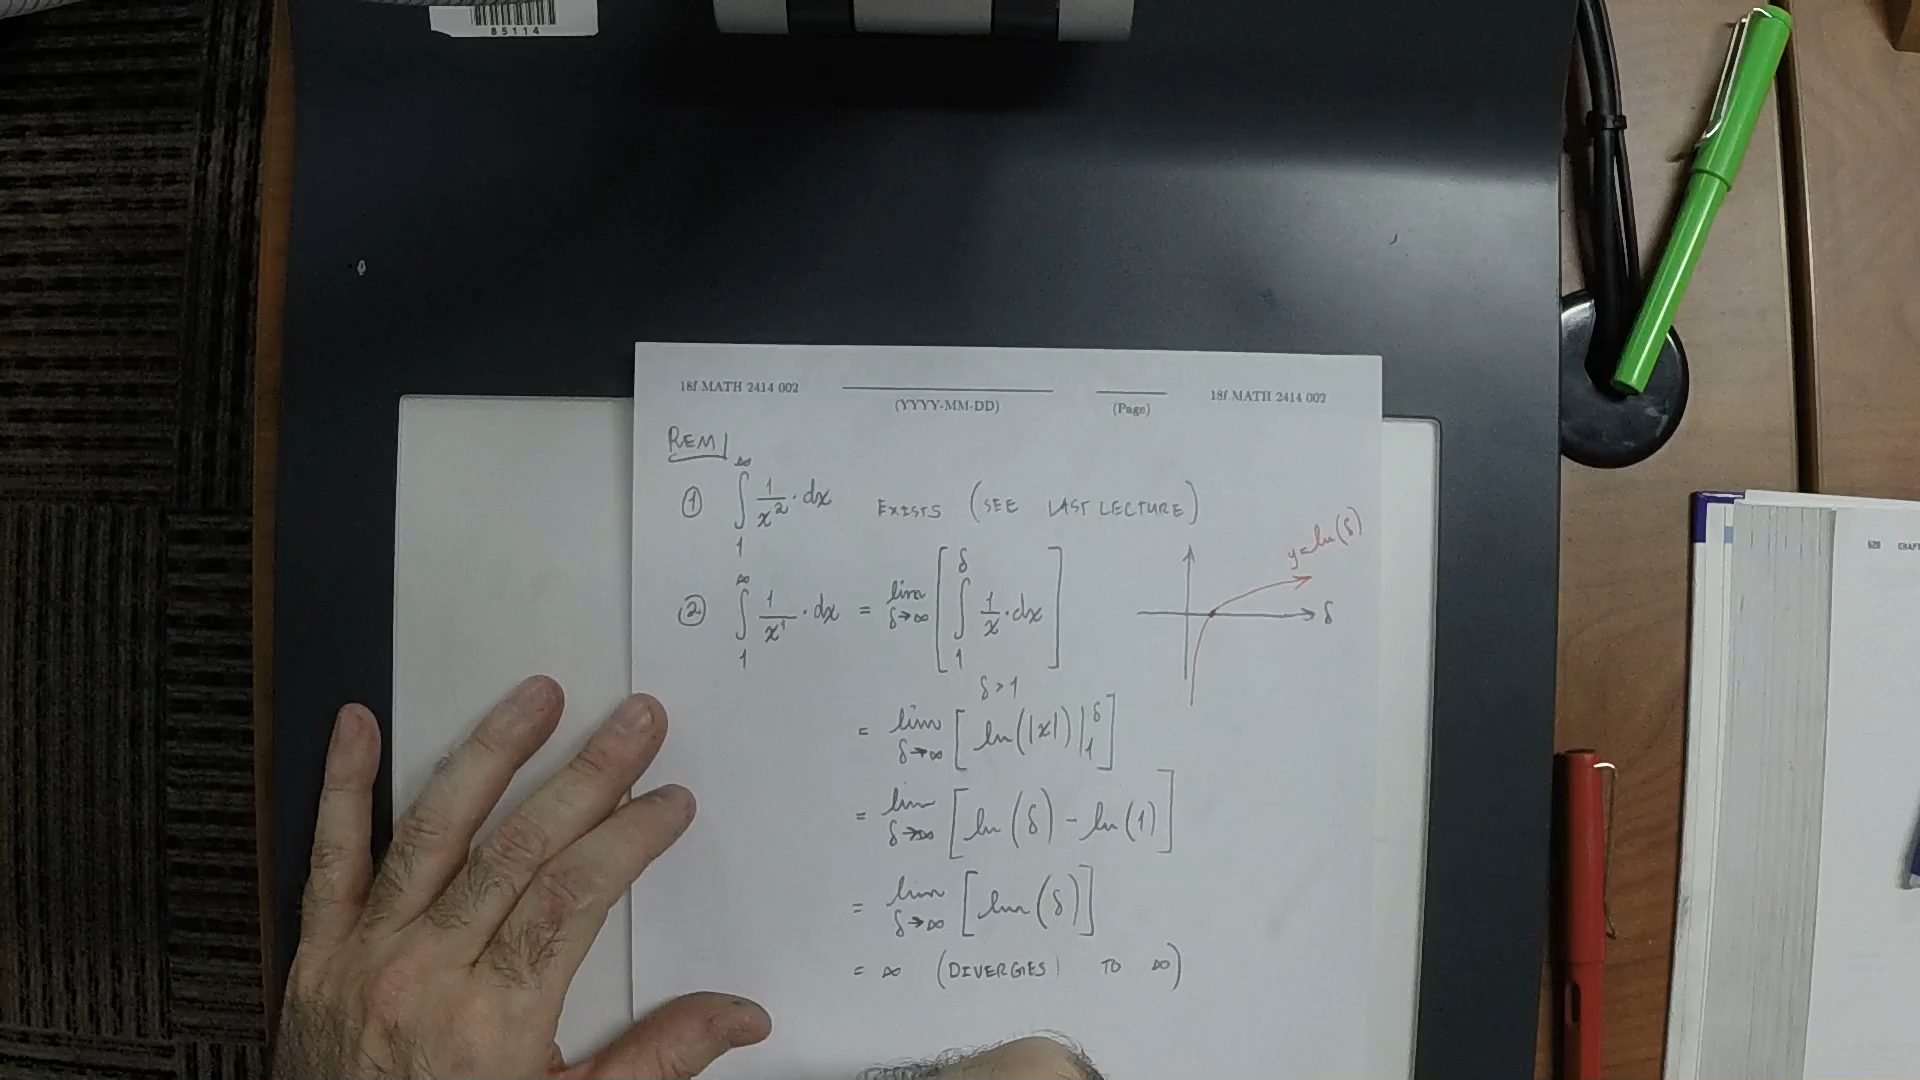 85114
18f MATH 2414 002
(YYYY-MM-DD)
(Page)
18f MATH 2414 002
REM
① ∫₁^∞ 1/x² · dx EXISTS (SEE LAST LECTURE)
② ∫₁^∞ 1/x¹ · dx = lim δ→∞ [ ∫₁^δ 1/x · dx ]
y=ln(δ)
δ
δ>1
= lim δ→∞ [ ln(|x|) |₁^δ ]
= lim δ→∞ [ ln(δ) - ln(1) ]
= lim δ→∞ [ ln(δ) ]
= ∞ (DIVERGES TO ∞)